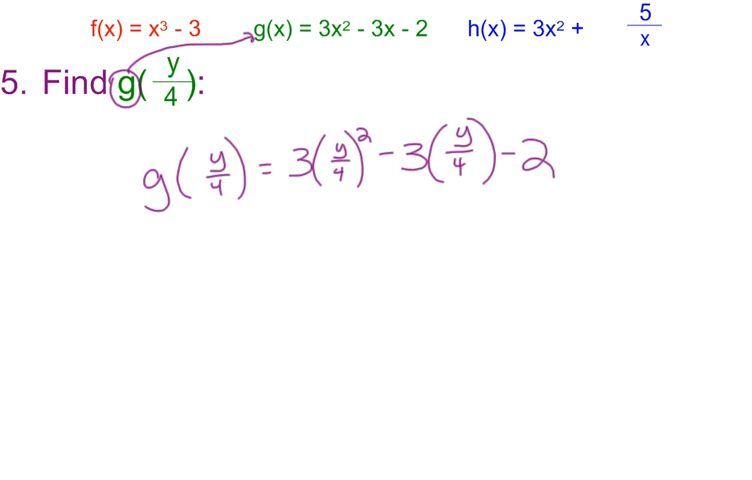 f(x) = x³ - 3 g(x) = 3x² - 3x - 2 h(x) = 3x² + 5/x
5. Find g(y/4):
g(y/4) = 3(y/4)² - 3(y/4) - 2